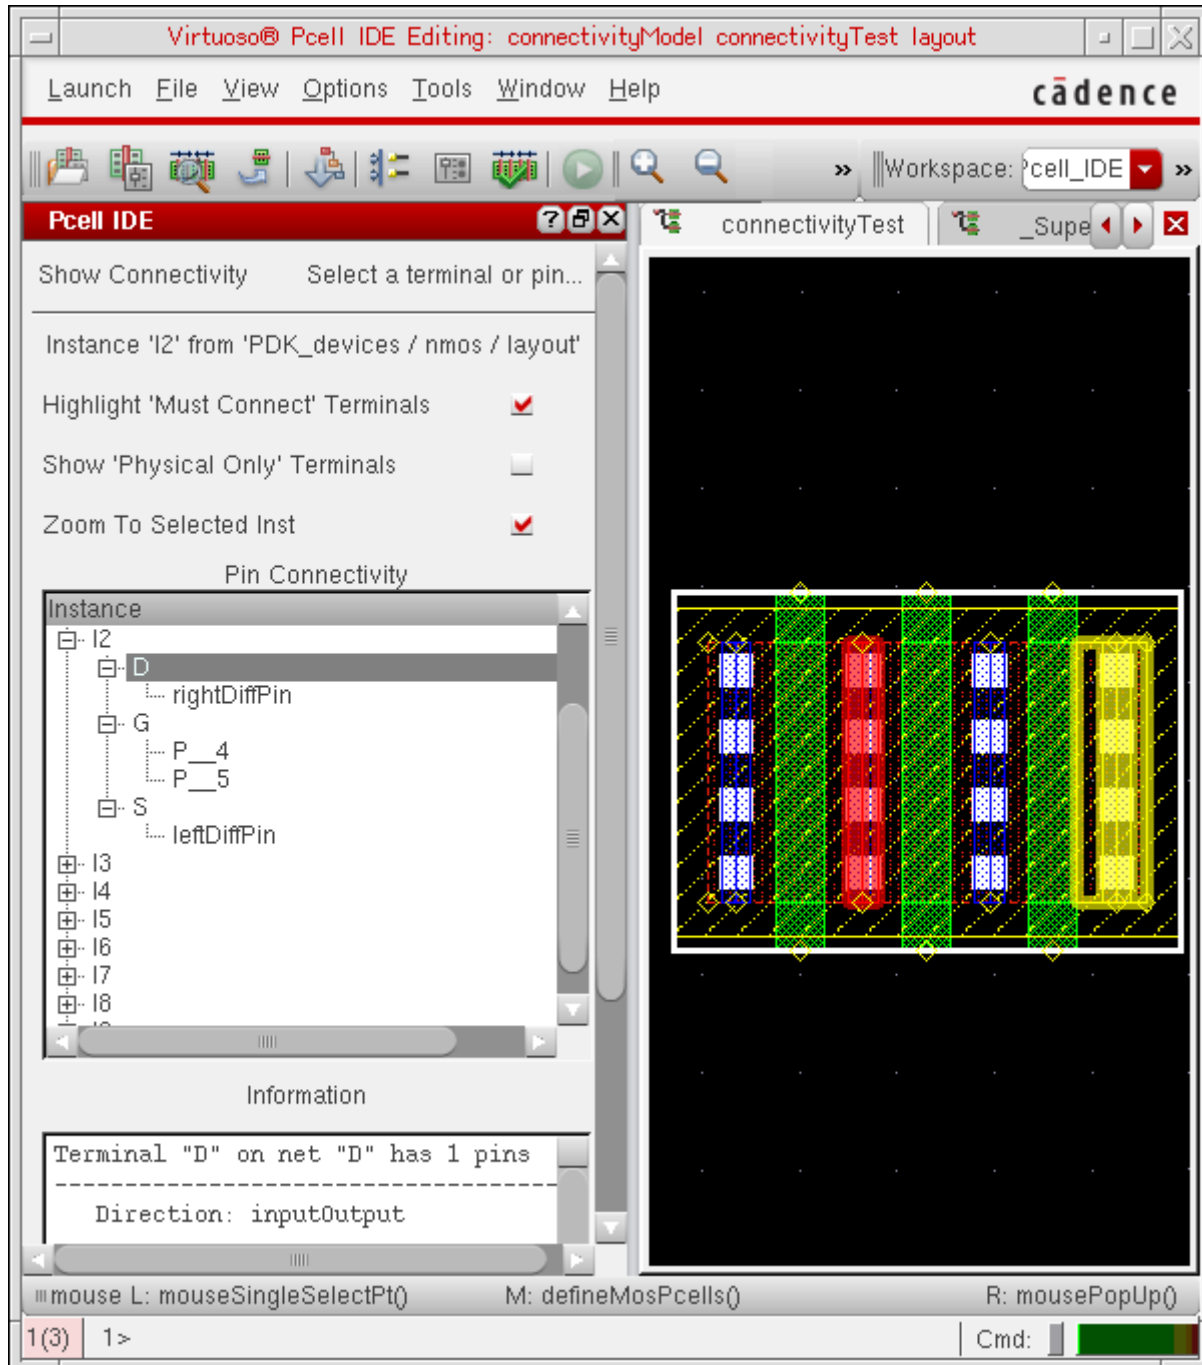 Virtuoso® Pcell IDE Editing: connectivityModel connectivityTest layout
Launch File View Options Tools Window Help
cādence
» Workspace: Pcell_IDE »
Pcell IDE
connectivityTest
_Supe
Show Connectivity Select a terminal or pin...
Instance 'I2' from 'PDK_devices / nmos / layout'
Highlight 'Must Connect' Terminals
Show 'Physical Only' Terminals
Zoom To Selected Inst
Pin Connectivity
Instance
I2
D
rightDiffPin
G
P__4
P__5
S
leftDiffPin
I3
I4
I5
I6
I7
I8
Information
Terminal "D" on net "D" has 1 pins
------------------------------------
Direction: inputOutput
mouse L: mouseSingleSelectPt() M: defineMosPcells() R: mousePopUp()
1(3) 1> Cmd: